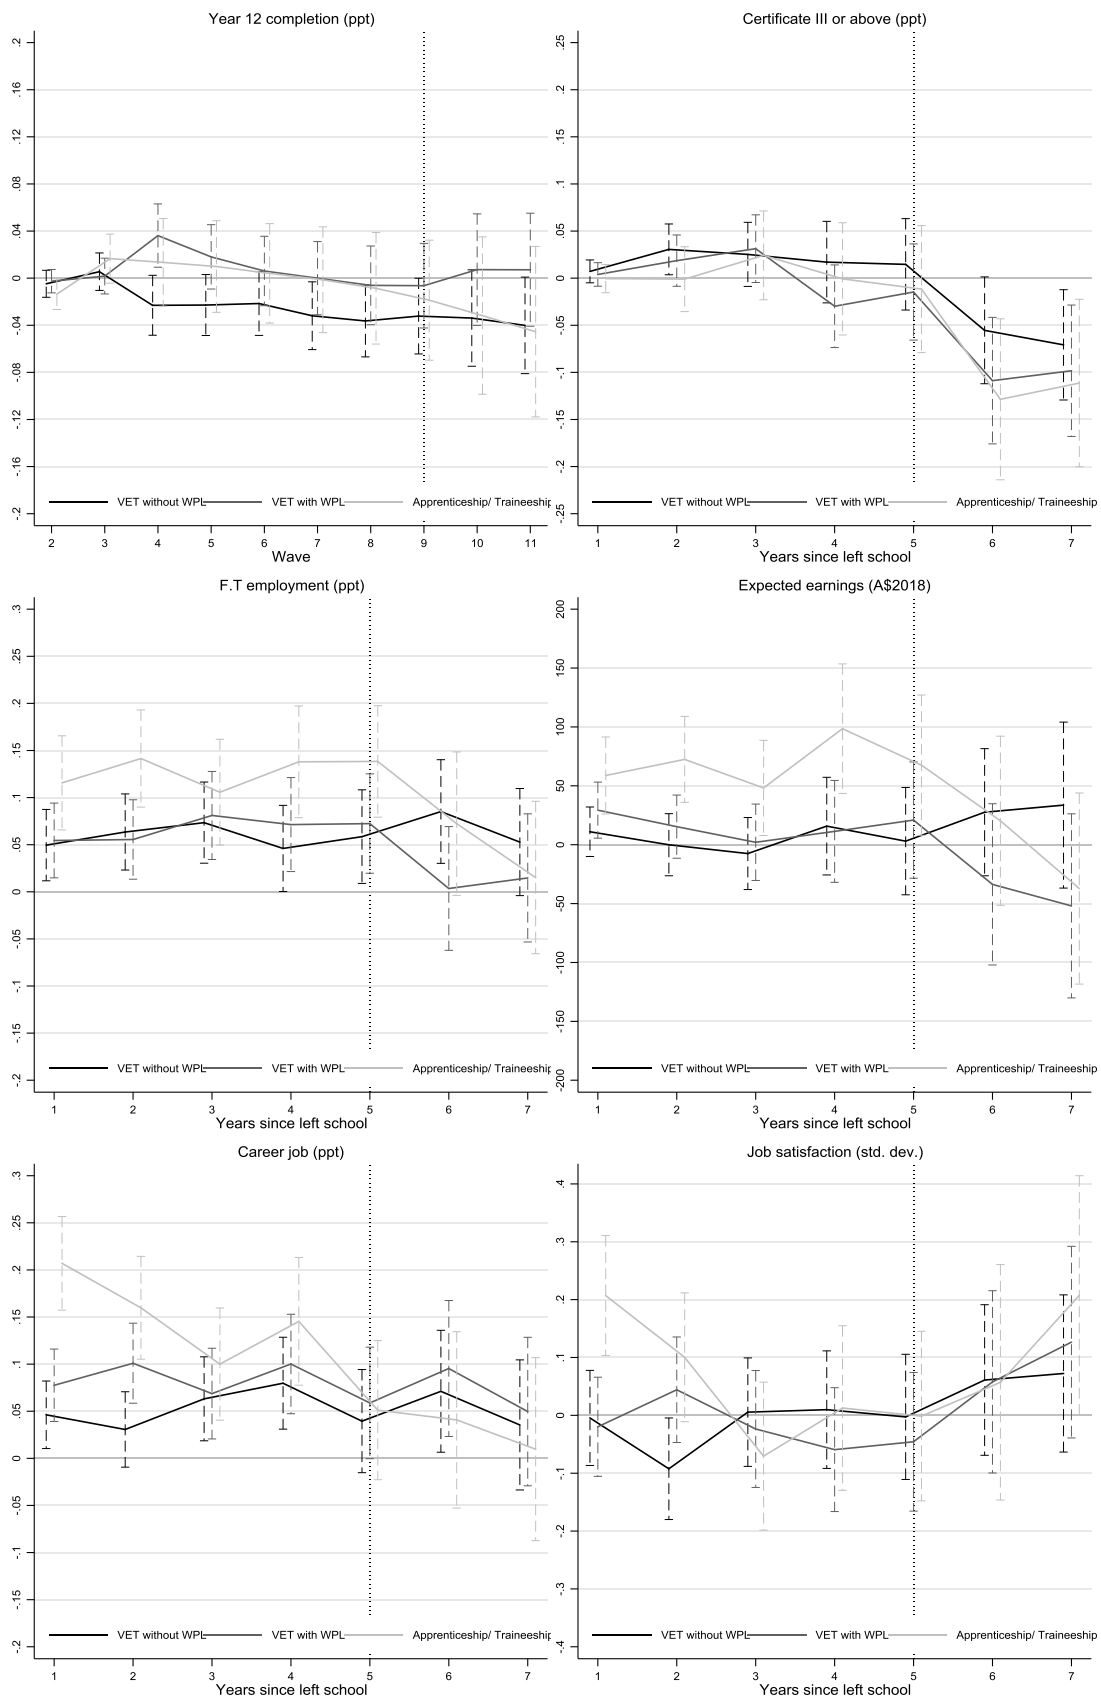 Year 12 completion (ppt)
.2
.16
.12
.08
.04
0
-.04
-.08
-.12
-.16
-.2
VET without WPL
VET with WPL
Apprenticeship/ Traineeship
2 3 4 5 6 7 8 9 10 11
Wave
Certificate III or above (ppt)
.25
.2
.15
.1
.05
0
-.05
-.1
-.15
-.2
-.25
VET without WPL
VET with WPL
Apprenticeship/ Traineeship
1 2 3 4 5 6 7
Years since left school
F.T employment (ppt)
.3
.25
.2
.15
.1
.05
0
-.05
-.1
-.15
-.2
VET without WPL
VET with WPL
Apprenticeship/ Traineeship
1 2 3 4 5 6 7
Years since left school
Expected earnings (A$2018)
200
150
100
50
0
-50
-100
-150
-200
VET without WPL
VET with WPL
Apprenticeship/ Traineeship
1 2 3 4 5 6 7
Years since left school
Career job (ppt)
.3
.25
.2
.15
.1
.05
0
-.05
-.1
-.15
-.2
VET without WPL
VET with WPL
Apprenticeship/ Traineeship
1 2 3 4 5 6 7
Years since left school
Job satisfaction (std. dev.)
.4
.3
.2
.1
0
-.1
-.2
-.3
-.4
VET without WPL
VET with WPL
Apprenticeship/ Traineeship
1 2 3 4 5 6 7
Years since left school